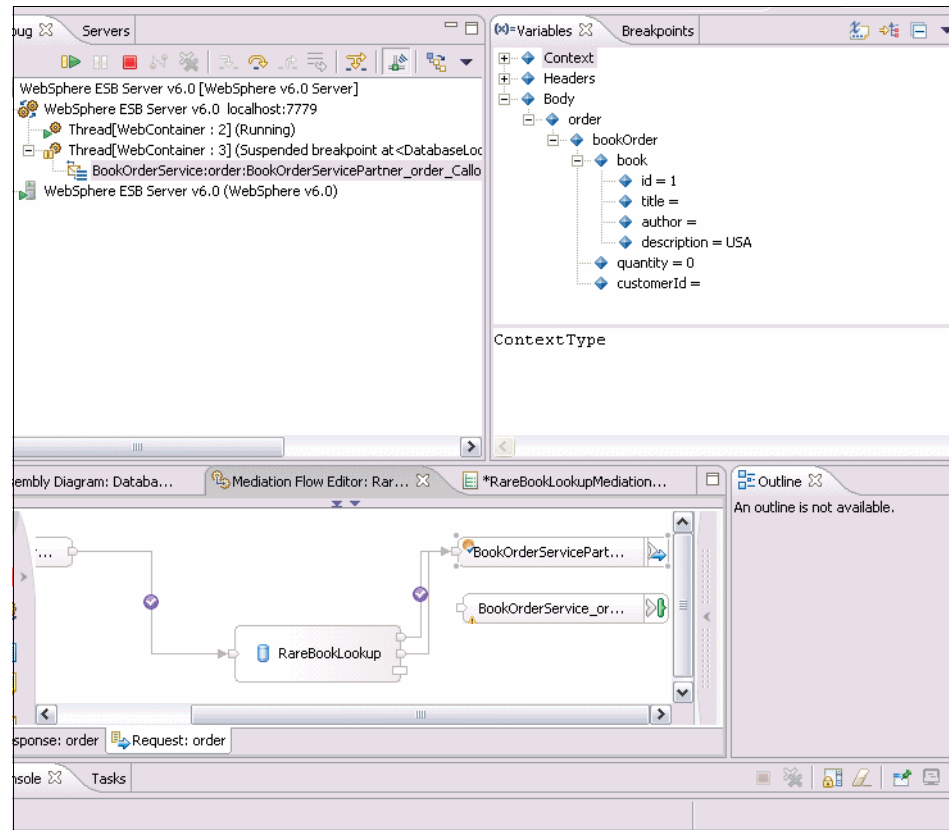 bug Servers
WebSphere ESB Server v6.0 [WebSphere v6.0 Server]
WebSphere ESB Server v6.0 localhost:7779
Thread[WebContainer : 2] (Running)
Thread[WebContainer : 3] (Suspended breakpoint at<DatabaseLoc
BookOrderService:order:BookOrderServicePartner_order_Callo
WebSphere ESB Server v6.0 (WebSphere v6.0)
(x)=Variables Breakpoints
Context
Headers
Body
order
bookOrder
book
id = 1
title =
author =
description = USA
quantity = 0
customerId =
ContextType
embly Diagram: Databa... Mediation Flow Editor: Rar... *RareBookLookupMediation...
r...
BookOrderServicePart...
BookOrderService_or...
RareBookLookup
sponse: order Request: order
Outline
An outline is not available.
nsole Tasks